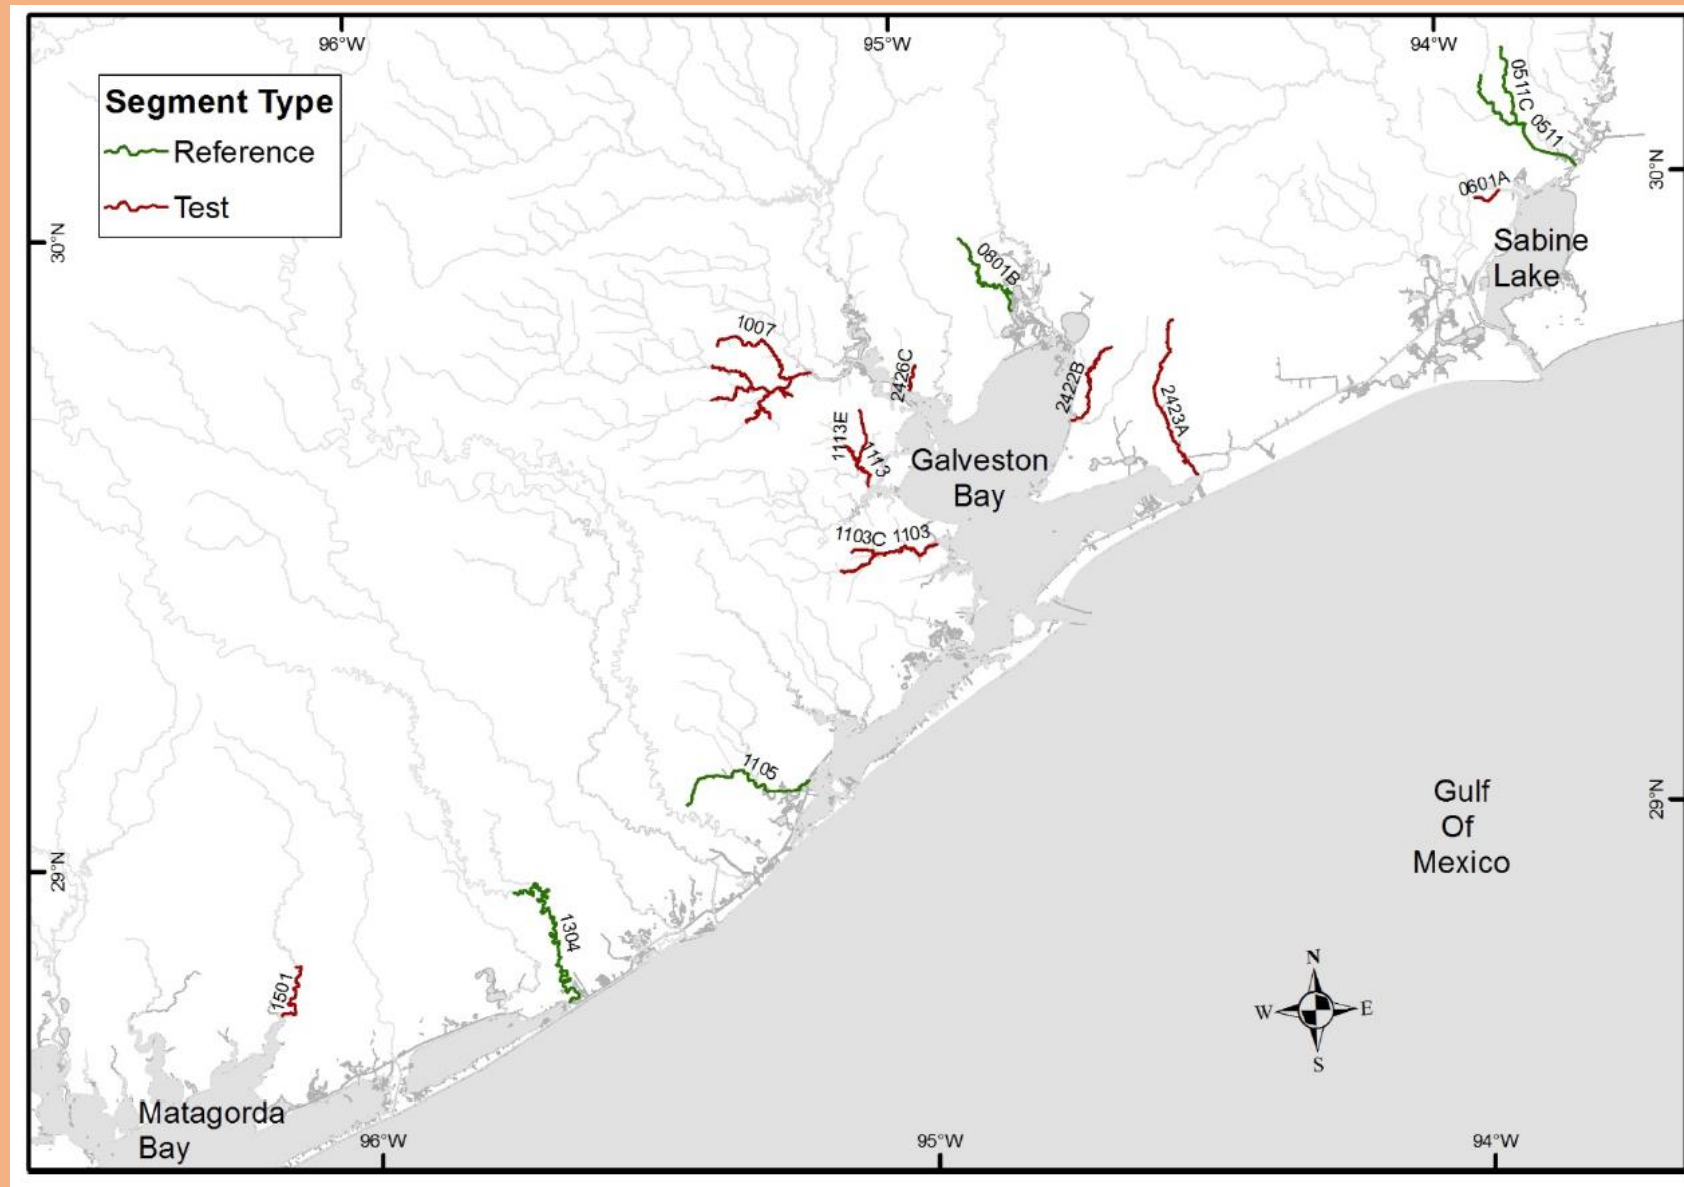 96°W
95°W
94°W
Segment Type
Reference
Test
0511C
0511
30°N
0601A
30°N
Sabine
Lake
0801B
1007
2426C
2422B
2423A
1113E
1113
Galveston
Bay
1103C
1103
1105
Gulf
Of
Mexico
29°N
29°N
1304
1501
N
W
E
S
Matagorda
Bay
96°W
95°W
94°W